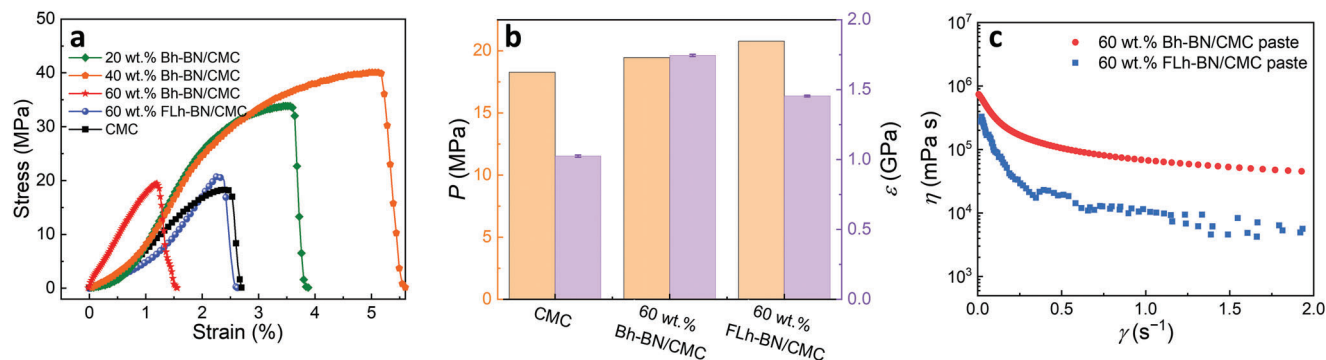 a
50
40
30
20
10
0
Stress (MPa)
20 wt.% Bh-BN/CMC
40 wt.% Bh-BN/CMC
60 wt.% Bh-BN/CMC
60 wt.% FLh-BN/CMC
CMC
0 1 2 3 4 5
Strain (%)
b
20
15
10
5
0
P (MPa)
2.0
1.5
1.0
0.5
0.0
ε (GPa)
CMC
60 wt.%
Bh-BN/CMC
60 wt.%
FLh-BN/CMC
c
60 wt.% Bh-BN/CMC paste
60 wt.% FLh-BN/CMC paste
10⁷
10⁶
10⁵
10⁴
10³
η (mPa s)
0.0 0.5 1.0 1.5 2.0
γ (s⁻¹)